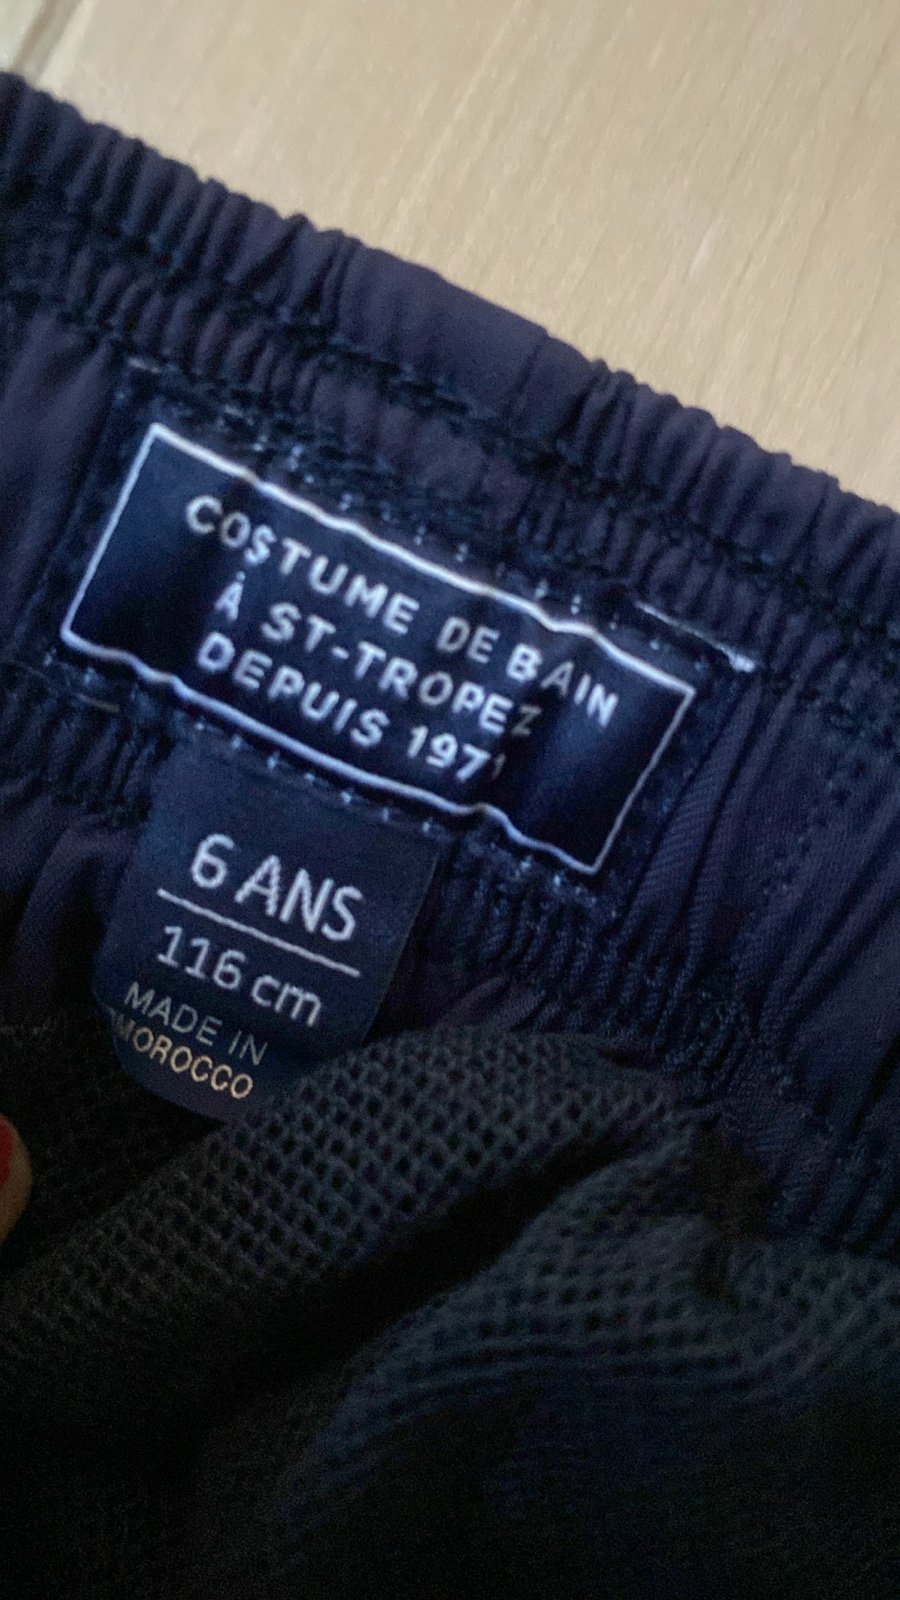 COSTUME DE BAIN
À ST-TROPEZ
DEPUIS 1971
6 ANS
116 cm
MADE IN
MOROCCO